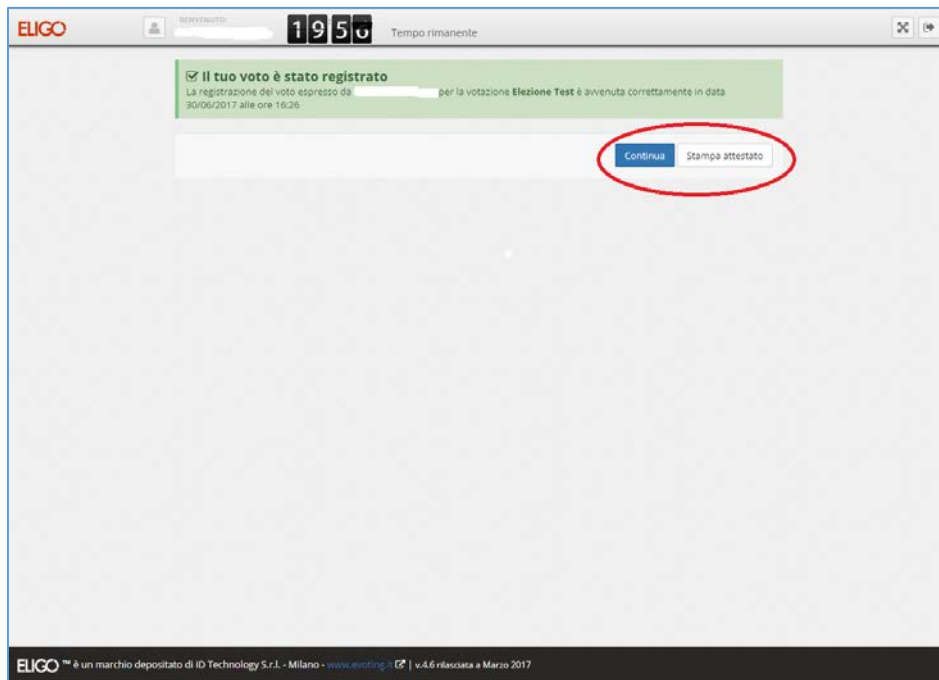 ELIGO
BENVENUTO:
19 5
Tempo rimanente
Il tuo voto è stato registrato
La registrazione del voto espresso da per la votazione Elezione Test è avvenuta correttamente in data
30/06/2017 alle ore 16:26
Continua Stampa attestato
ELIGO ™ è un marchio depositato di ID Technology S.r.l. - Milano - www.evoting.it | v.4.6 rilasciata a Marzo 2017